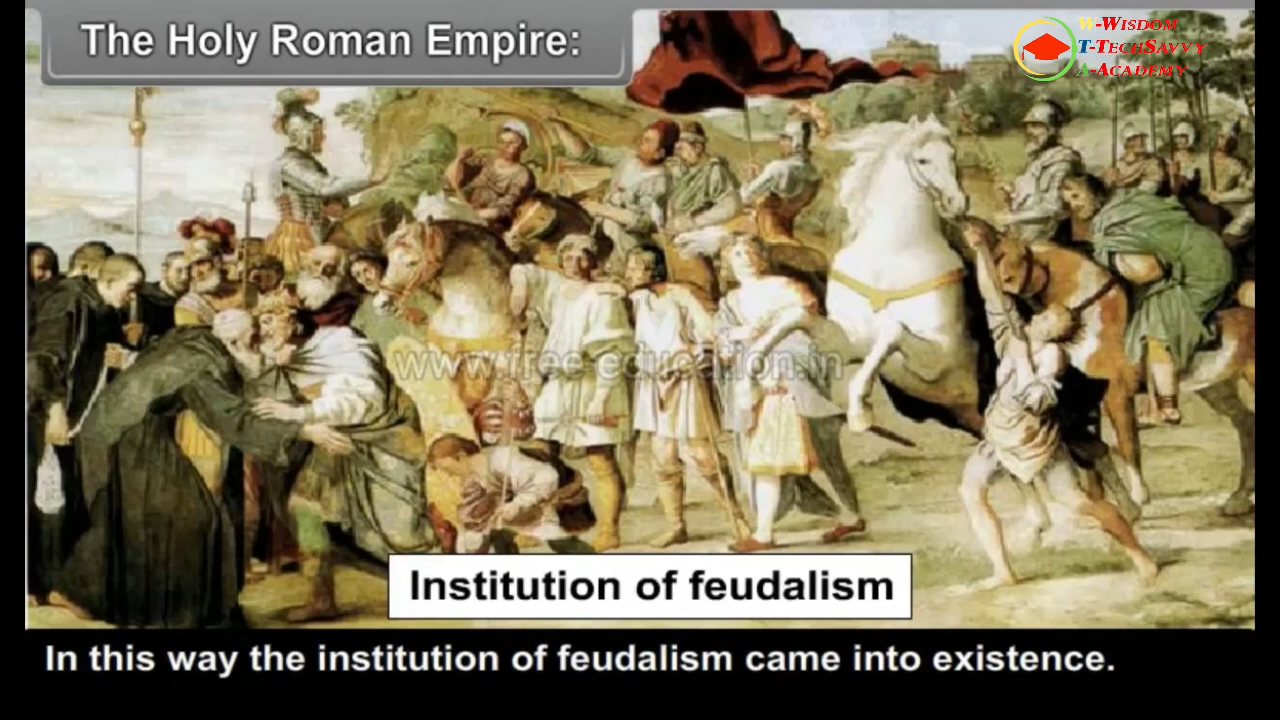 The Holy Roman Empire:
W-Wisdom
T-TechSavvy
A-Academy
www.free-education.in
Institution of feudalism
In this way the institution of feudalism came into existence.